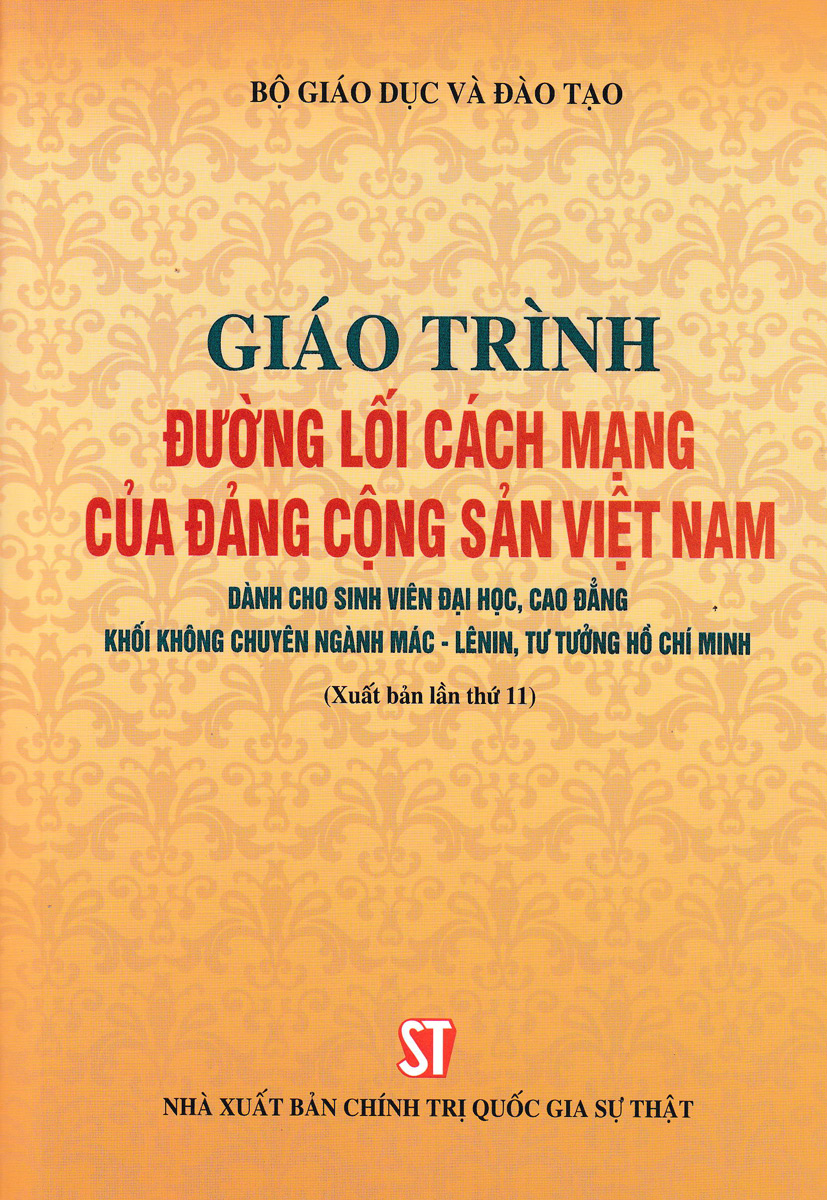 BỘ GIÁO DỤC VÀ ĐÀO TẠO
GIÁO TRÌNH
ĐƯỜNG LỐI CÁCH MẠNG
CỦA ĐẢNG CỘNG SẢN VIỆT NAM
DÀNH CHO SINH VIÊN ĐẠI HỌC, CAO ĐẲNG
KHỐI KHÔNG CHUYÊN NGÀNH MÁC - LÊNIN, TƯ TƯỞNG HỒ CHÍ MINH
(Xuất bản lần thứ 11)
ST
NHÀ XUẤT BẢN CHÍNH TRỊ QUỐC GIA SỰ THẬT